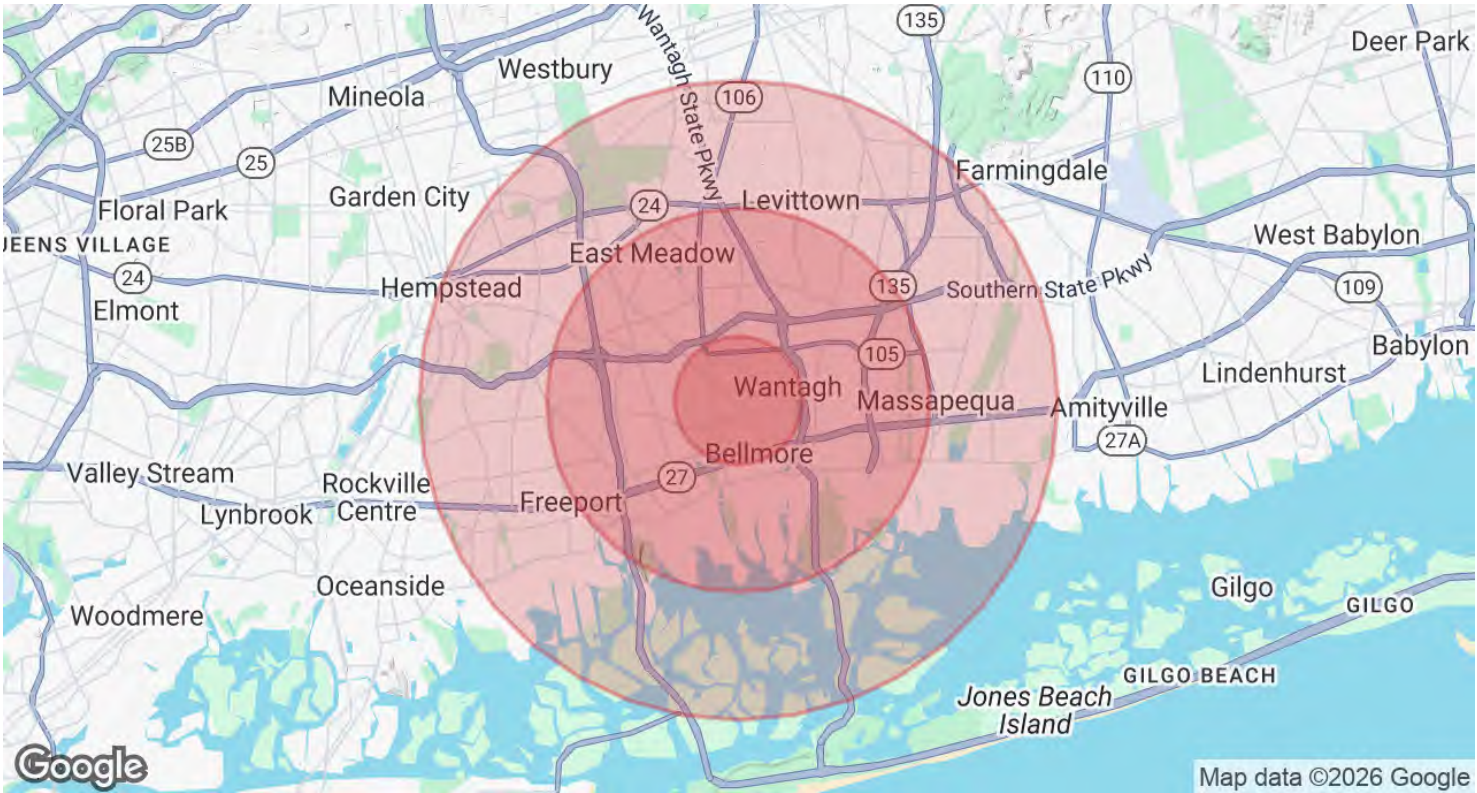 135
Deer Park
Wantagh State Pkwy
Westbury
110
Mineola
106
25B
25
Farmingdale
Garden City
24
Levittown
Floral Park
UEENS VILLAGE
West Babylon
East Meadow
24
Hempstead
135
Southern State Pkwy
109
Elmont
Babylon
105
Lindenhurst
Wantagh
Massapequa
Amityville
27A
Bellmore
Valley Stream
27
Rockville
Centre
Freeport
Lynbrook
Oceanside
Gilgo
Woodmere
GILGO
GILGO BEACH
Jones Beach
Island
Google
Map data ©2026 Google